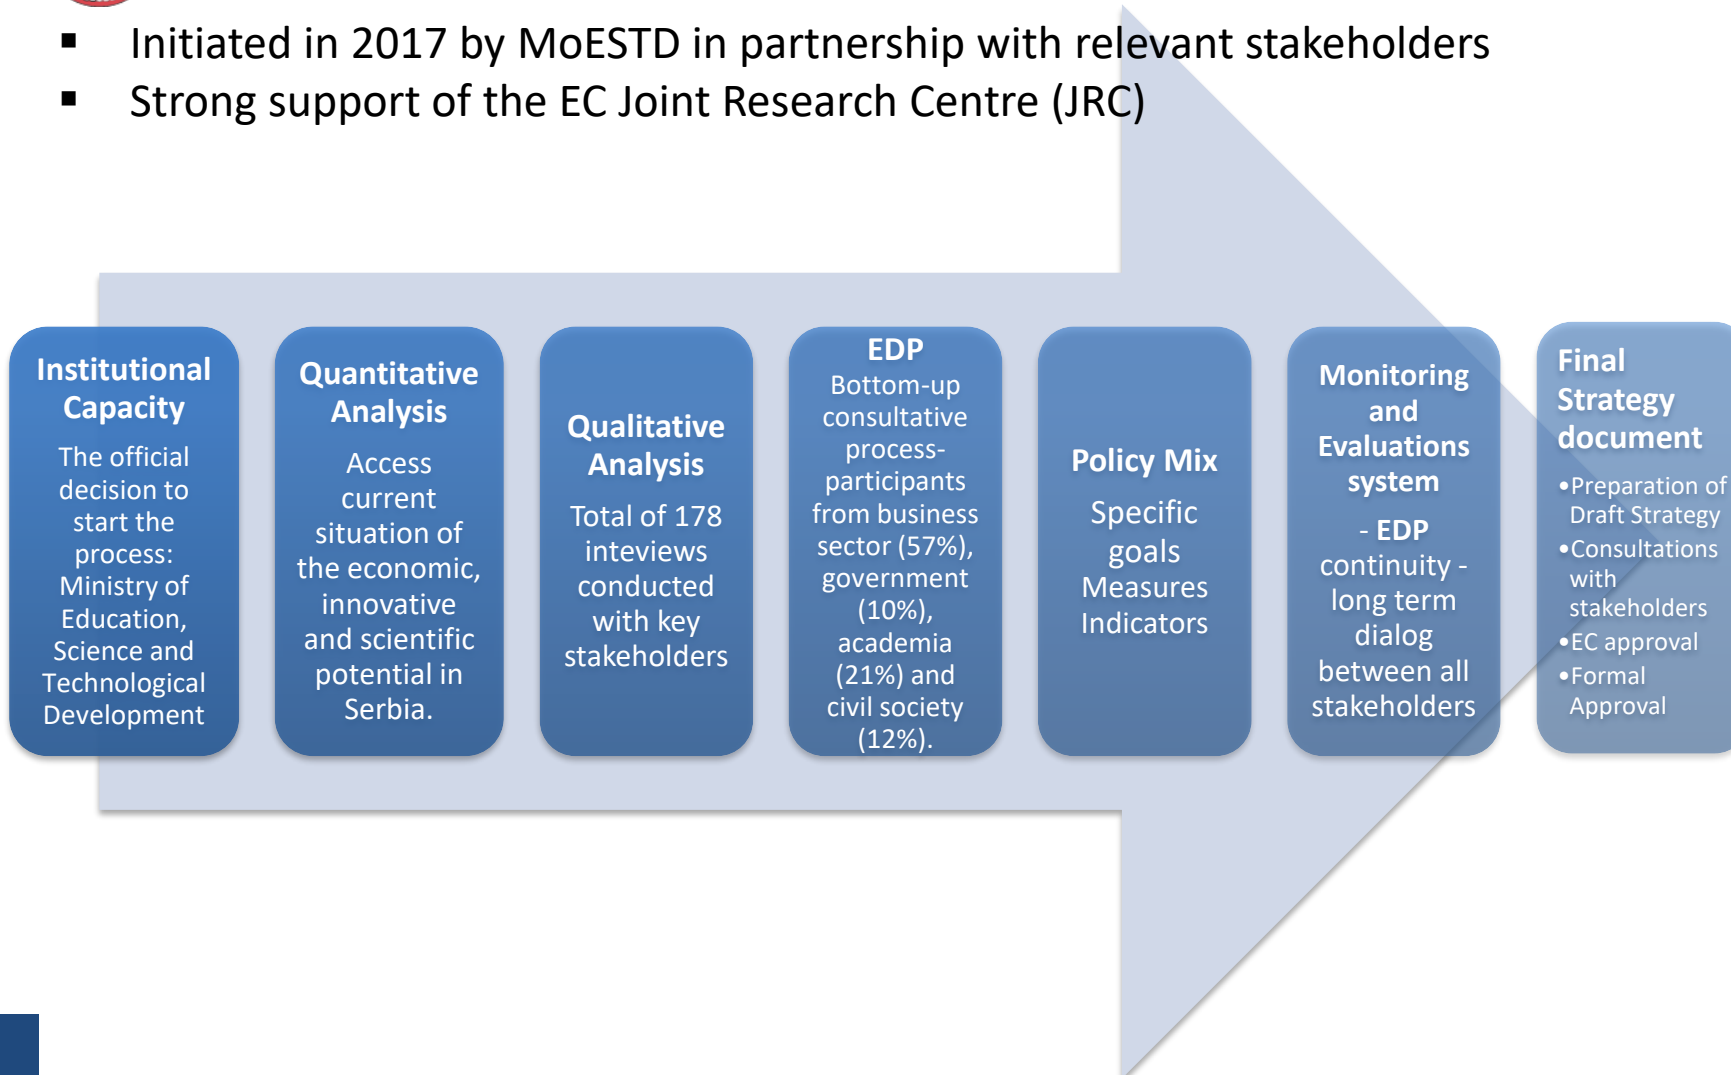 ▪ Initiated in 2017 by MoESTD in partnership with relevant stakeholders
▪ Strong support of the EC Joint Research Centre (JRC)
Institutional
Capacity
The official
decision to
start the
process:
Ministry of
Education,
Science and
Technological
Development
Quantitative
Analysis
Access
current
situation of
the economic,
innovative
and scientific
potential in
Serbia.
Qualitative
Analysis
Total of 178
inteviews
conducted
with key
stakeholders
EDP
Bottom-up
consultative
process-
participants
from business
sector (57%),
government
(10%),
academia
(21%) and
civil society
(12%).
Policy Mix
Specific
goals
Measures
Indicators
Monitoring
and
Evaluations
system
- EDP
continuity -
long term
dialog
between all
stakeholders
Final
Strategy
document
•Preparation of
Draft Strategy
•Consultations
with
stakeholders
•EC approval
•Formal
Approval